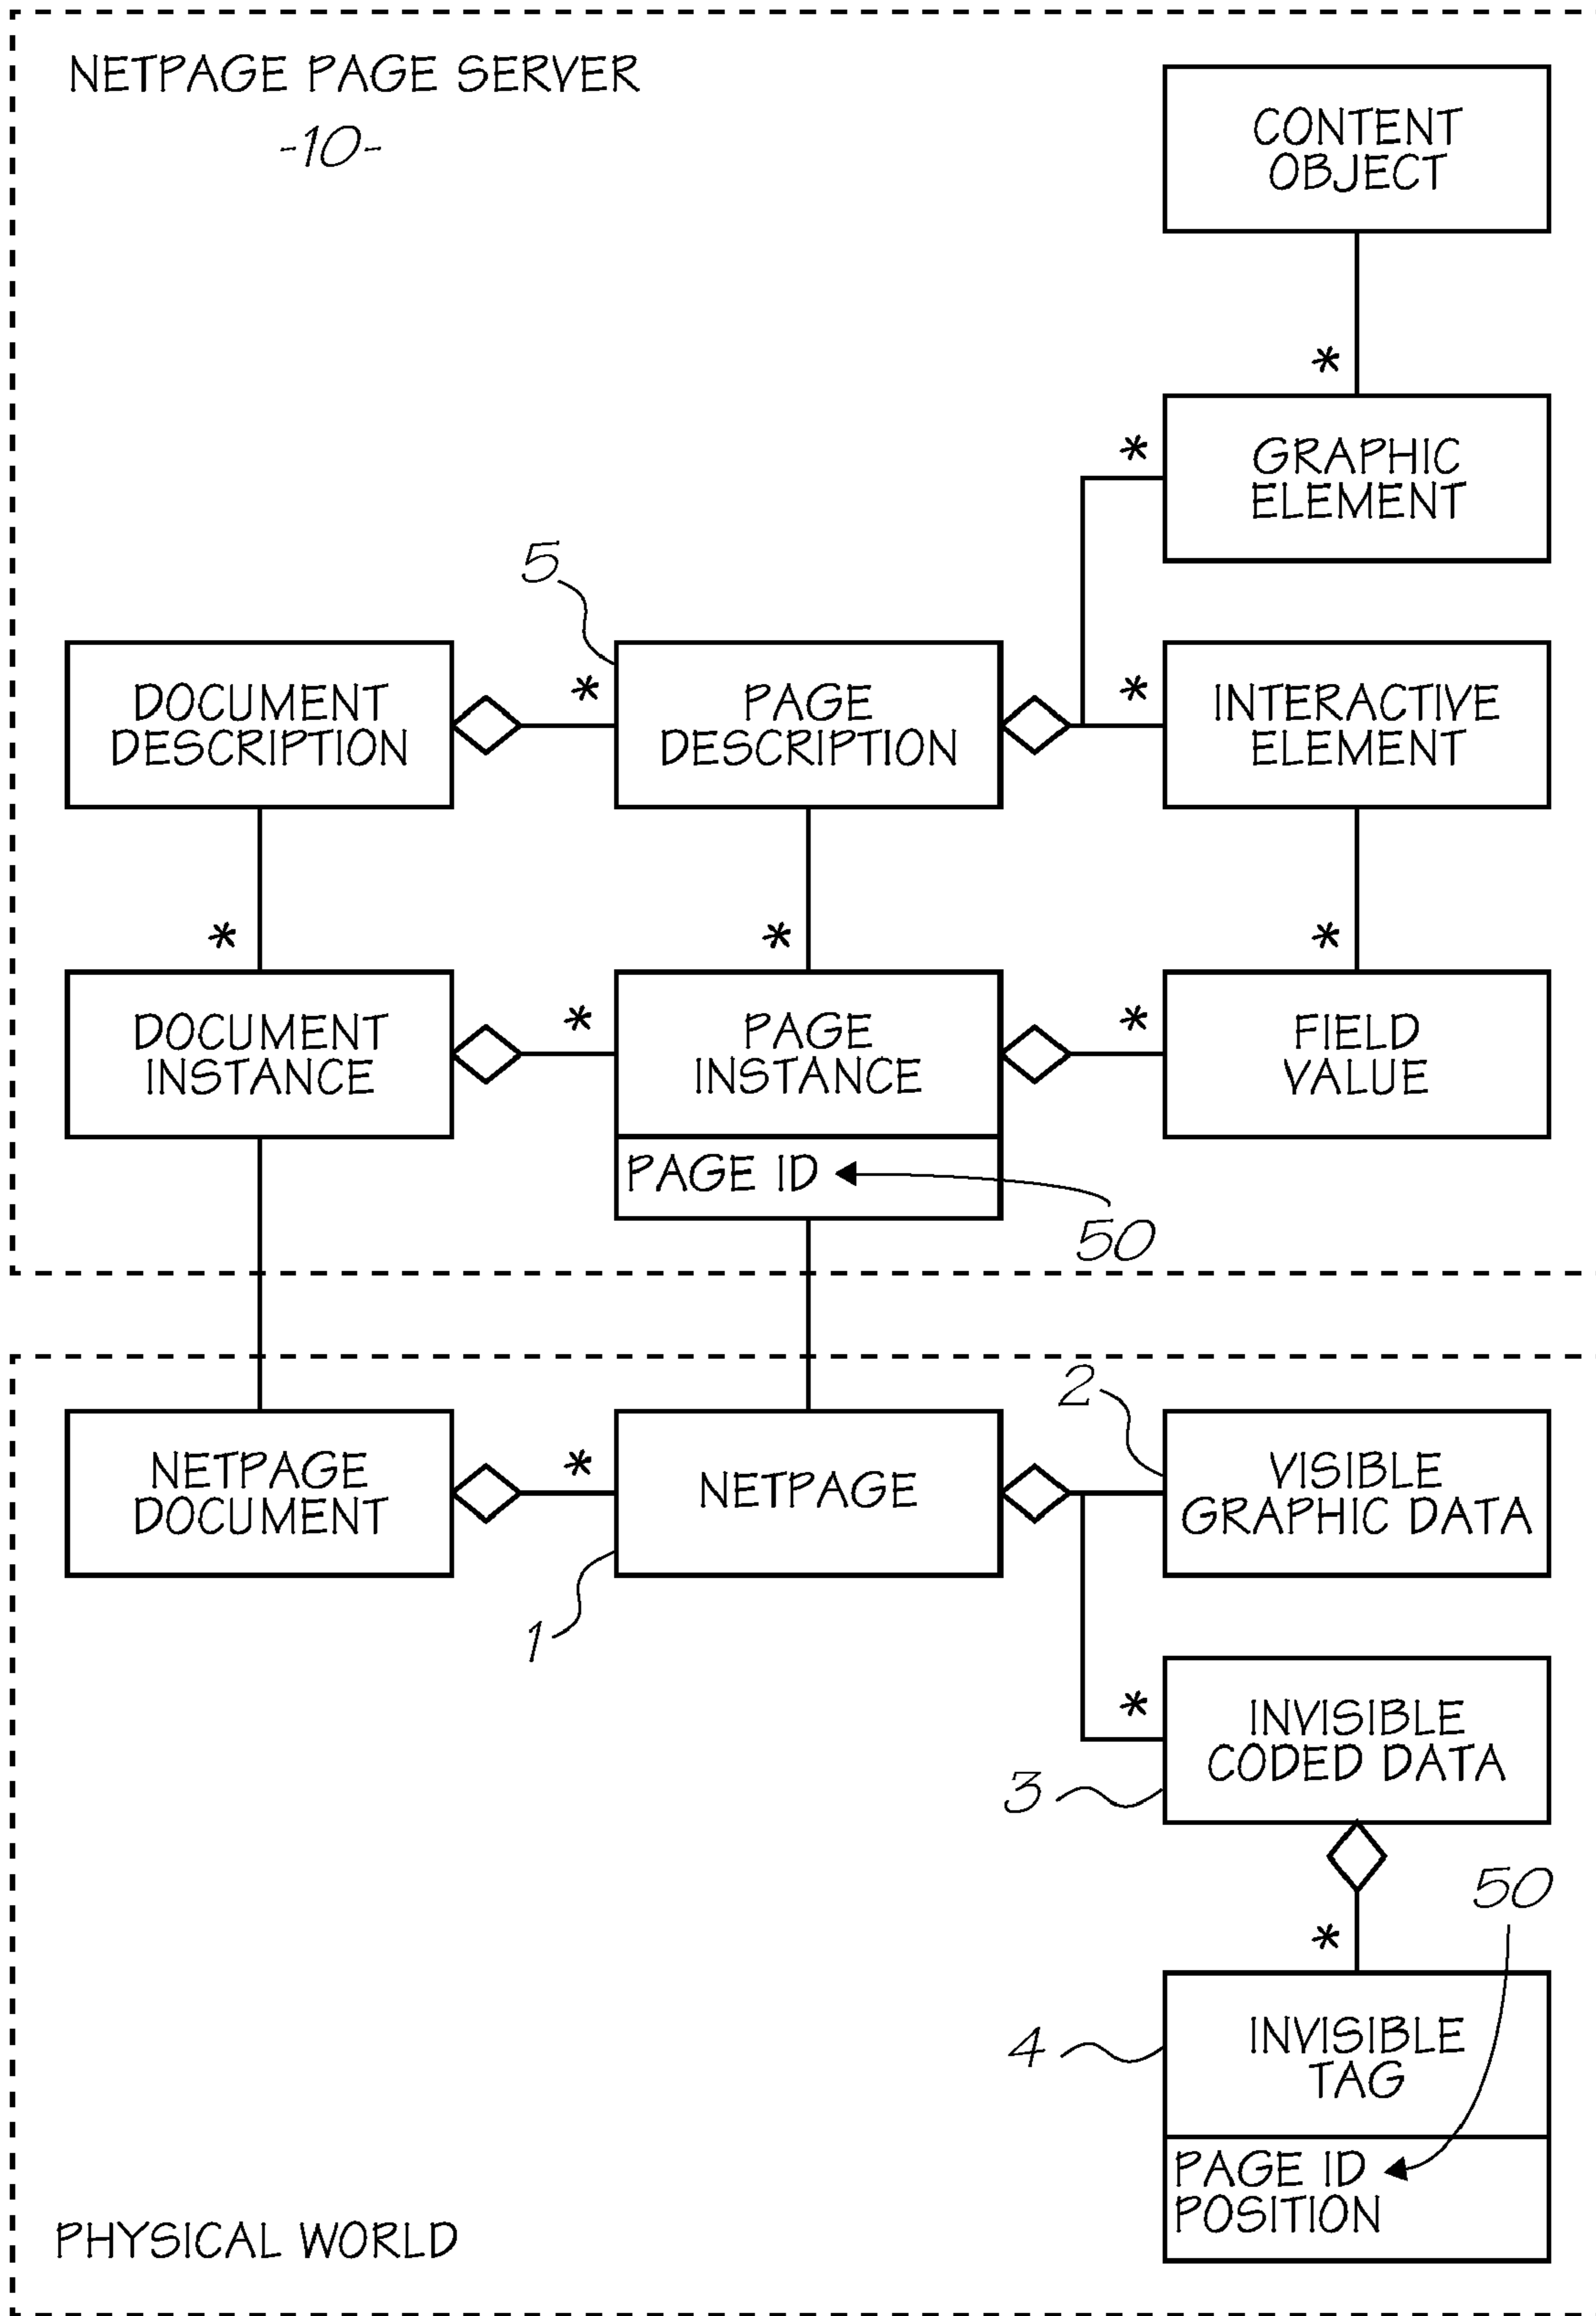 NETPAGE PAGE SERVER
-10-
CONTENT
OBJECT
*
*
GRAPHIC
ELEMENT
5
DOCUMENT
DESCRIPTION
*
PAGE
DESCRIPTION
*
INTERACTIVE
ELEMENT
*
*
*
DOCUMENT
INSTANCE
*
PAGE
INSTANCE
*
FIELD
VALUE
PAGE ID
50
2
NETPAGE
DOCUMENT
*
NETPAGE
VISIBLE
GRAPHIC DATA
1
*
INVISIBLE
CODED DATA
3
50
*
4
INVISIBLE
TAG
PAGE ID
POSITION
PHYSICAL WORLD